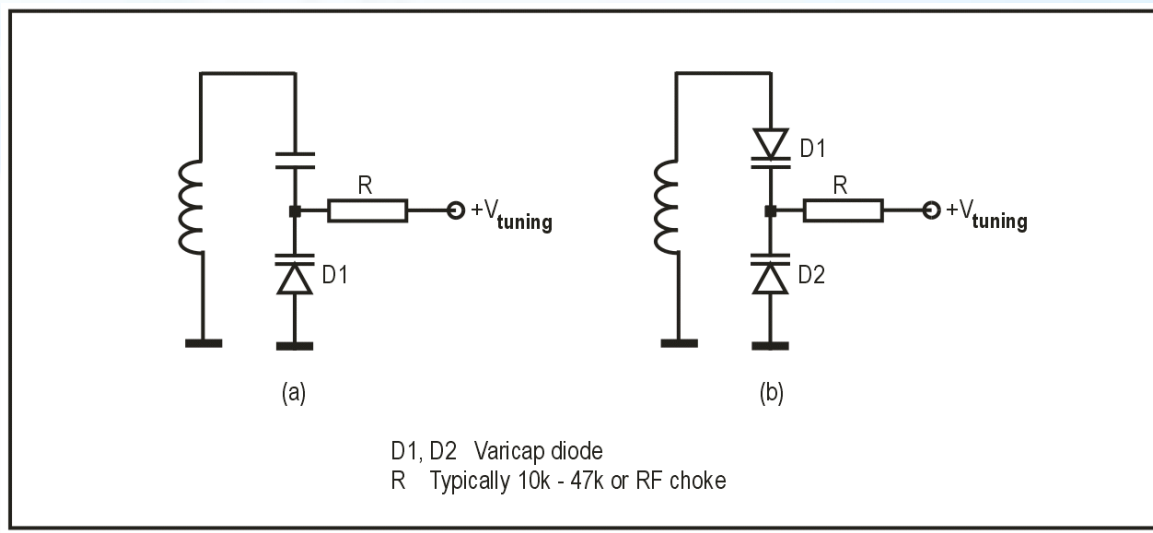 D1
R
+Vtuning
R
+Vtuning
D1
D2
(a)
(b)
D1, D2 Varicap diode
R Typically 10k - 47k or RF choke